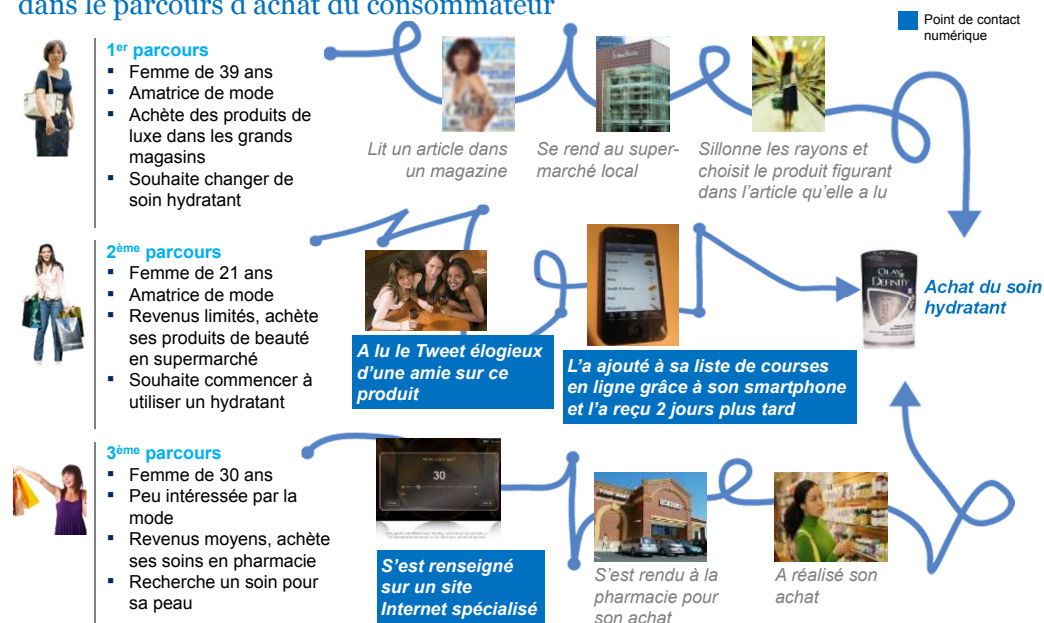 dans le parcours d'achat du consommateur
Point de contact
numérique
1er parcours
▪ Femme de 39 ans
▪ Amatrice de mode
▪ Achète des produits de
luxe dans les grands
magasins
▪ Souhaite changer de
soin hydratant
Lit un article dans
un magazine
Se rend au super-
marché local
Sillonne les rayons et
choisit le produit figurant
dans l'article qu'elle a lu
2ème parcours
▪ Femme de 21 ans
▪ Amatrice de mode
▪ Revenus limités, achète
ses produits de beauté
en supermarché
▪ Souhaite commencer à
utiliser un hydratant
A lu le Tweet élogieux
d'une amie sur ce
produit
L'a ajouté à sa liste de courses
en ligne grâce à son smartphone
et l'a reçu 2 jours plus tard
OLAY
DEFINITY
Achat du soin
hydratant
3ème parcours
▪ Femme de 30 ans
▪ Peu intéressée par la
mode
▪ Revenus moyens, achète
ses soins en pharmacie
▪ Recherche un soin pour
sa peau
30
S'est renseigné
sur un site
Internet spécialisé
S'est rendu à la
pharmacie pour
son achat
A réalisé son
achat